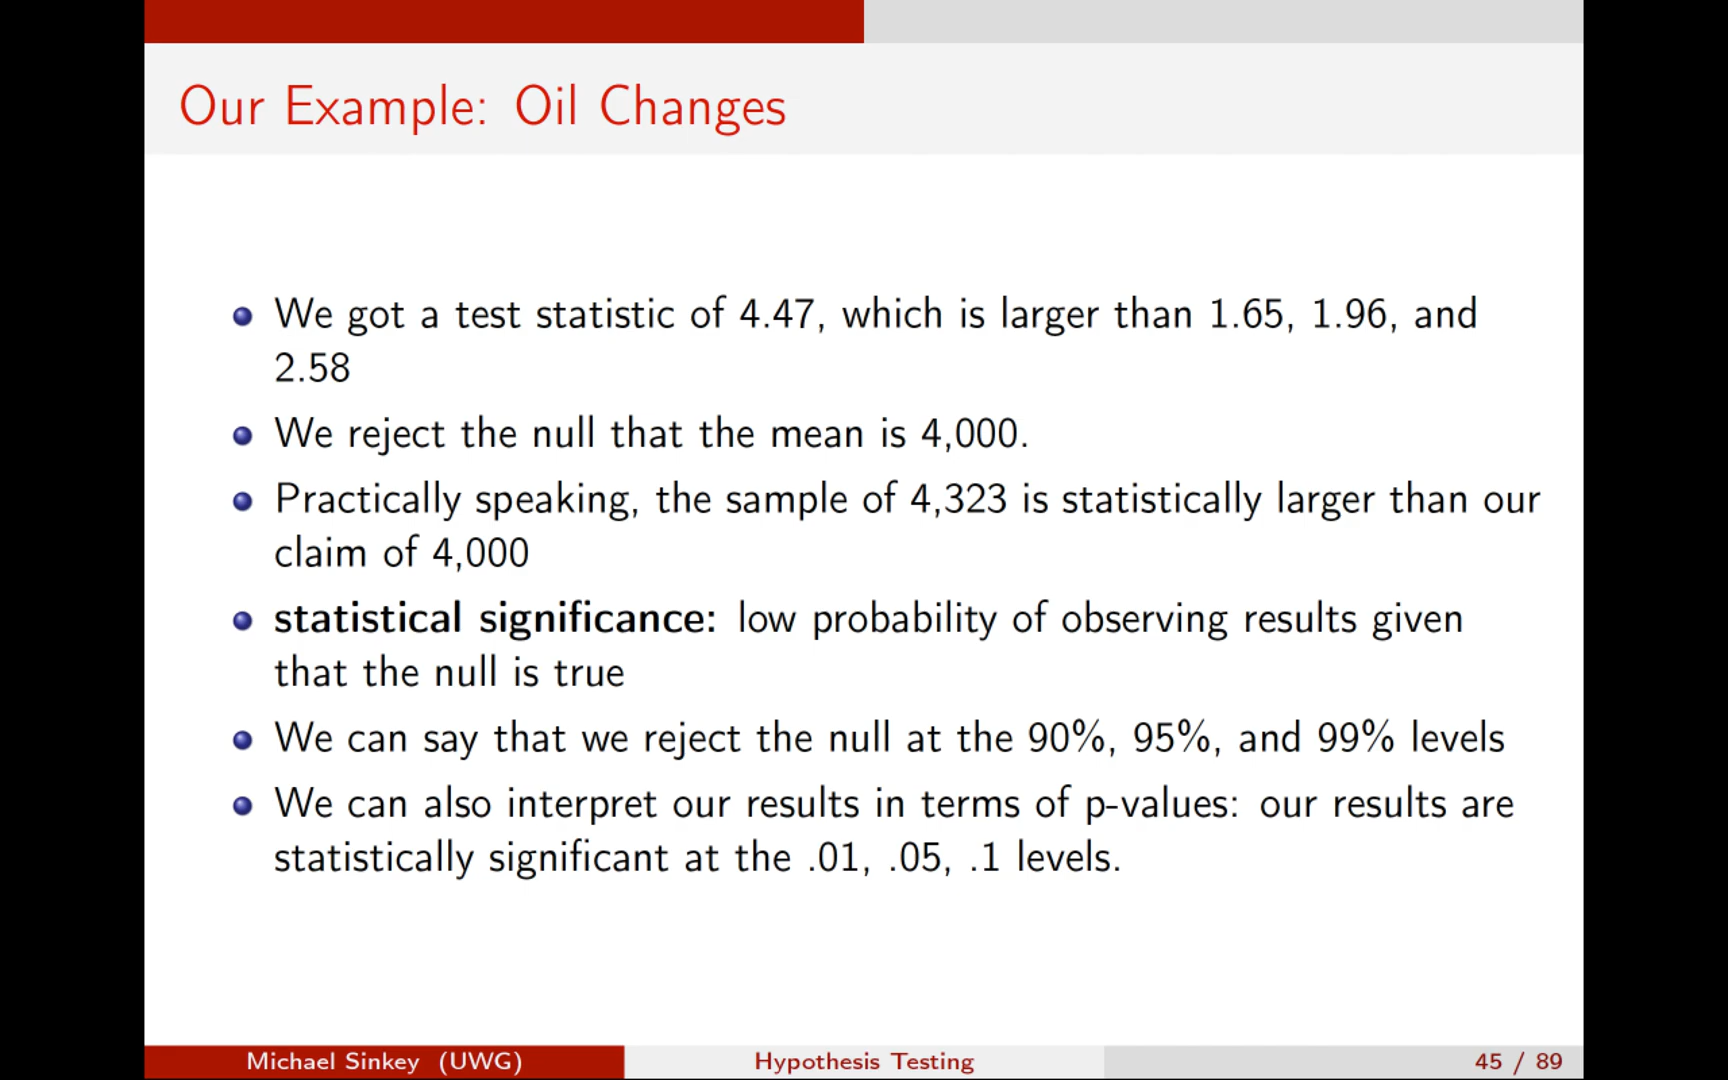 Our Example: Oil Changes
We got a test statistic of 4.47, which is larger than 1.65, 1.96, and
2.58
We reject the null that the mean is 4,000.
Practically speaking, the sample of 4,323 is statistically larger than our
claim of 4,000
statistical significance: low probability of observing results given
that the null is true
We can say that we reject the null at the 90%, 95%, and 99% levels
We can also interpret our results in terms of p-values: our results are
statistically significant at the .01, .05, .1 levels.
Michael Sinkey (UWG)
Hypothesis Testing
45 / 89